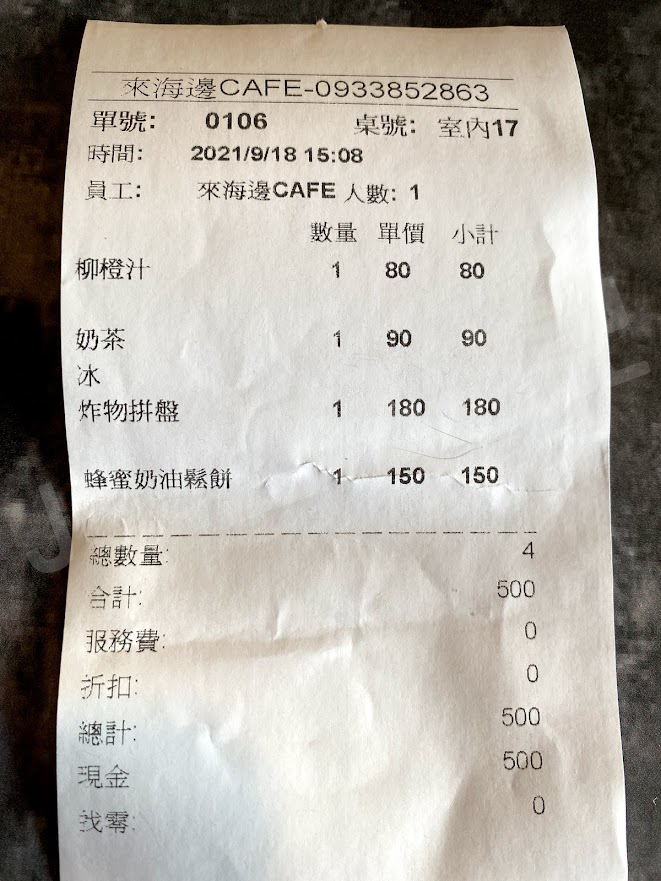 來海邊CAFE-0933852863
單號: 0106 桌號: 室內17
時間: 2021/9/18 15:08
員工: 來海邊CAFE 人數: 1
數量 單價 小計
柳橙汁 1 80 80
奶茶 1 90 90
冰
炸物拼盤 1 180 180
蜂蜜奶油鬆餅 1 150 150
總數量: 4
合計: 500
服務費: 0
折扣: 0
總計: 500
現金 500
找零: 0